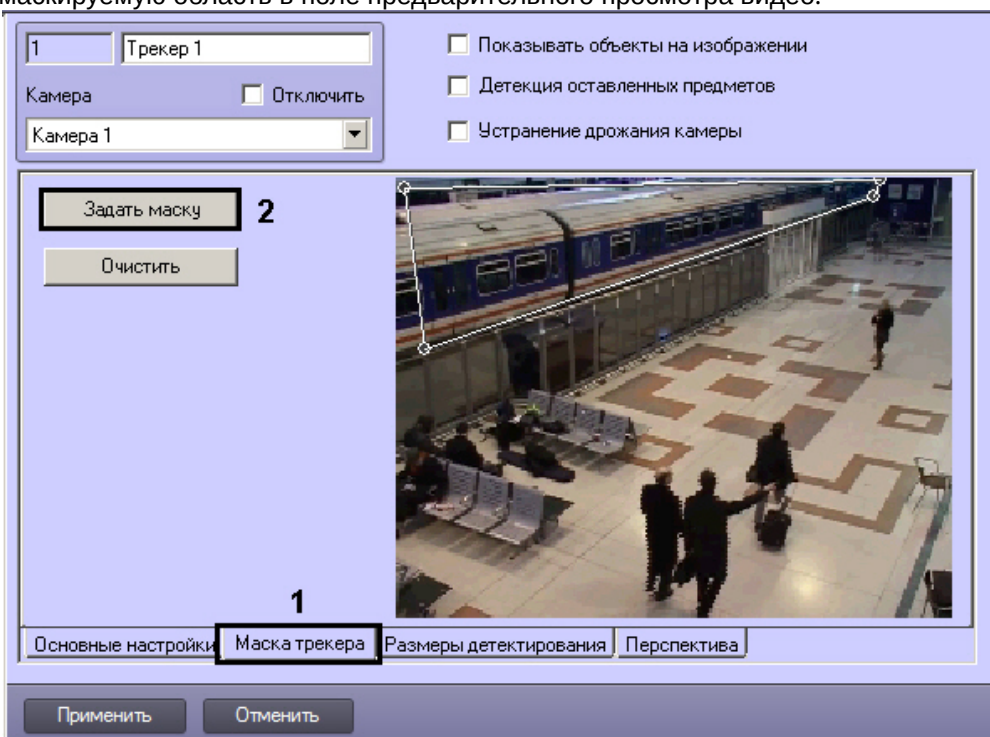 маскируемую область в поле предварительного просмотра видео.
1 Трекер 1
Показывать объекты на изображении
Камера Отключить
Детекция оставленных предметов
Камера 1
Устранение дрожания камеры
Задать маску 2
Очистить
1
Основные настройки Маска трекера Размеры детектирования Перспектива
Применить Отменить